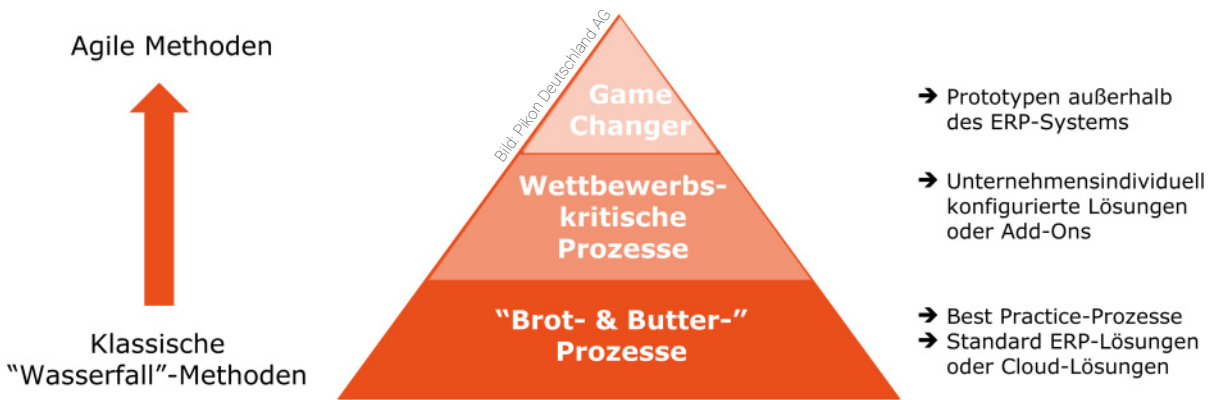 Agile Methoden
Klassische
“Wasserfall”-Methoden
Bild: Pikon Deutschland AG
Game
Changer
Wettbewerbs-
kritische
Prozesse
“Brot- & Butter-”
Prozesse
➔ Prototypen außerhalb
des ERP-Systems
➔ Unternehmensindividuell
konfigurierte Lösungen
oder Add-Ons
➔ Best Practice-Prozesse
➔ Standard ERP-Lösungen
oder Cloud-Lösungen